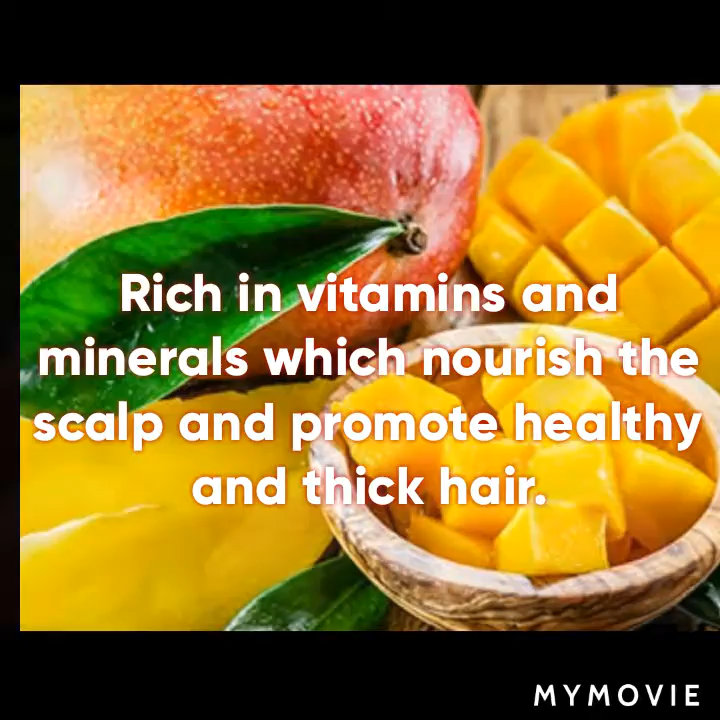 Rich in vitamins and
minerals which nourish the
scalp and promote healthy
and thick hair.
MYMOVIE